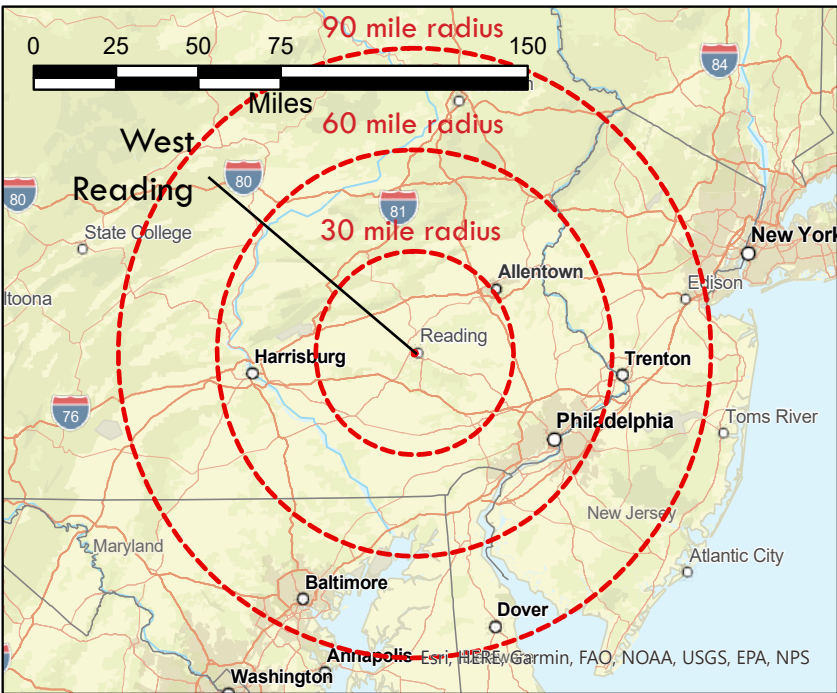 90 mile radius
0 25 50 75 150
Miles
84
60 mile radius
West
Reading
80
80
81
30 mile radius
State College
New York
Allentown
Edison
ltoona
Reading
Harrisburg
Trenton
76
Philadelphia
Toms River
New Jersey
Maryland
Atlantic City
Baltimore
Dover
Annapolis
Esri, HERE, Garmin, FAO, NOAA, USGS, EPA, NPS
Washington